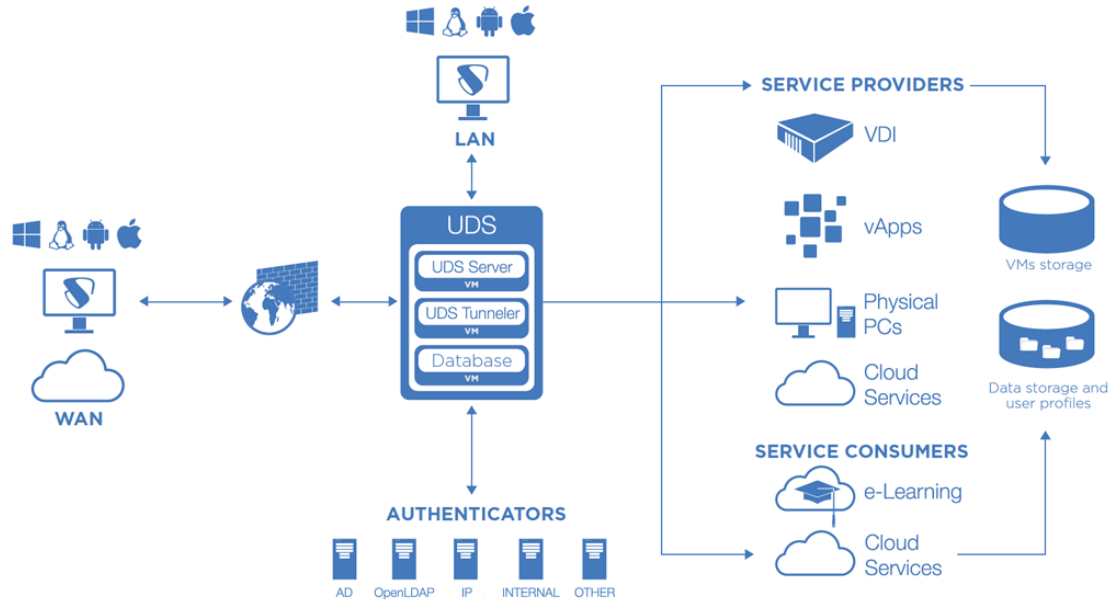 LAN
WAN
UDS
UDS Server
VM
UDS Tunneler
VM
Database
VM
AUTHENTICATORS
AD
OpenLDAP
IP
INTERNAL
OTHER
SERVICE PROVIDERS
VDI
vApps
Physical
PCs
Cloud
Services
SERVICE CONSUMERS
e-Learning
Cloud
Services
VMs storage
Data storage and
user profiles